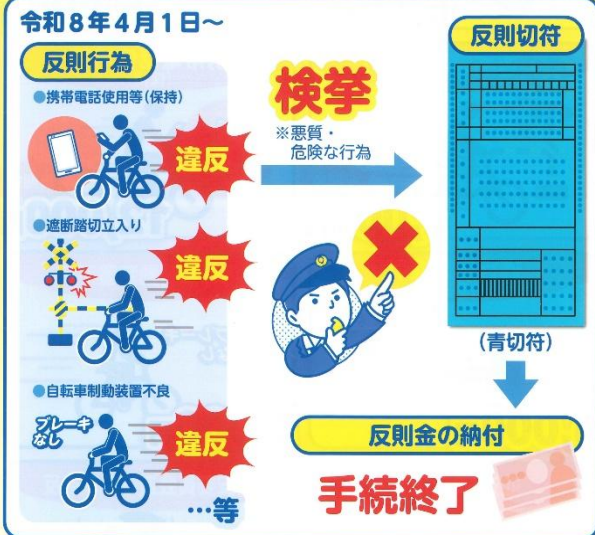 令和8年4月1日～
反則行為
●携帯電話使用等(保持)
違反
検挙
※悪質・
危険な行為
反則切符
(青切符)
●遮断踏切立入り
違反
●自転車制動装置不良
ブレーキ
なし
違反
…等
反則金の納付
手続終了